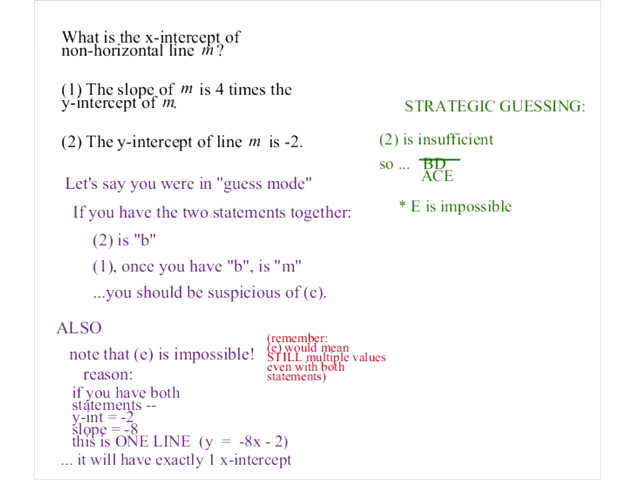 What is the x-intercept of
non-horizontal line m?
(1) The slope of m is 4 times the
y-intercept of m.
(2) The y-intercept of line m is -2.
Let's say you were in "guess mode"
If you have the two statements together:
(2) is "b"
(1), once you have "b", is "m"
...you should be suspicious of (c).
ALSO
note that (e) is impossible!
reason:
if you have both
statements --
y-int = -2
slope = -8
this is ONE LINE (y = -8x - 2)
... it will have exactly 1 x-intercept
(remember:
(e) would mean
STILL multiple values
even with both
statements)
STRATEGIC GUESSING:
(2) is insufficient
so ... BD
ACE
* E is impossible